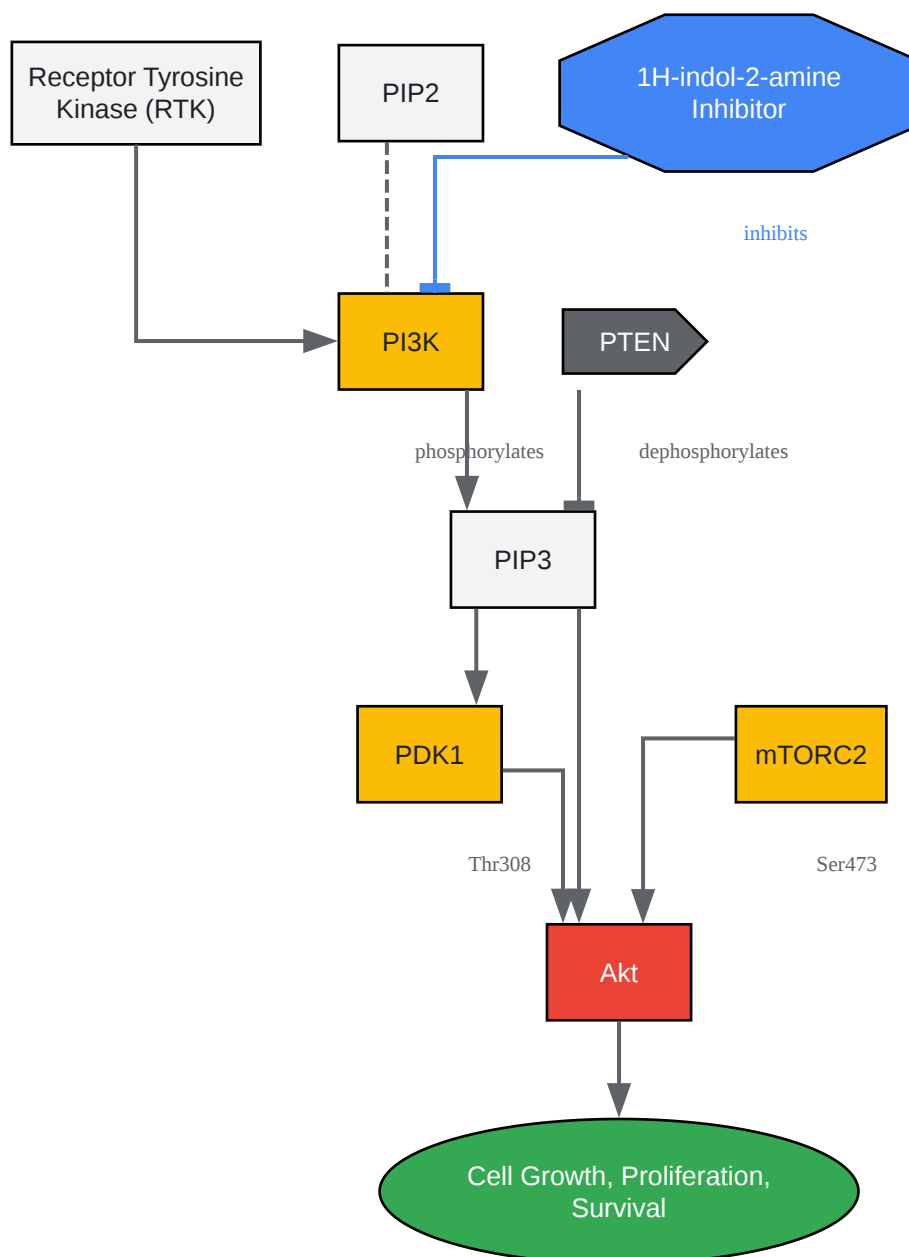 Receptor Tyrosine
Kinase (RTK)
PIP2
1H-indol-2-amine
Inhibitor
inhibits
PI3K
PTEN
phosphorylates
dephosphorylates
PIP3
PDK1
mTORC2
Thr308
Ser473
Akt
Cell Growth, Proliferation,
Survival